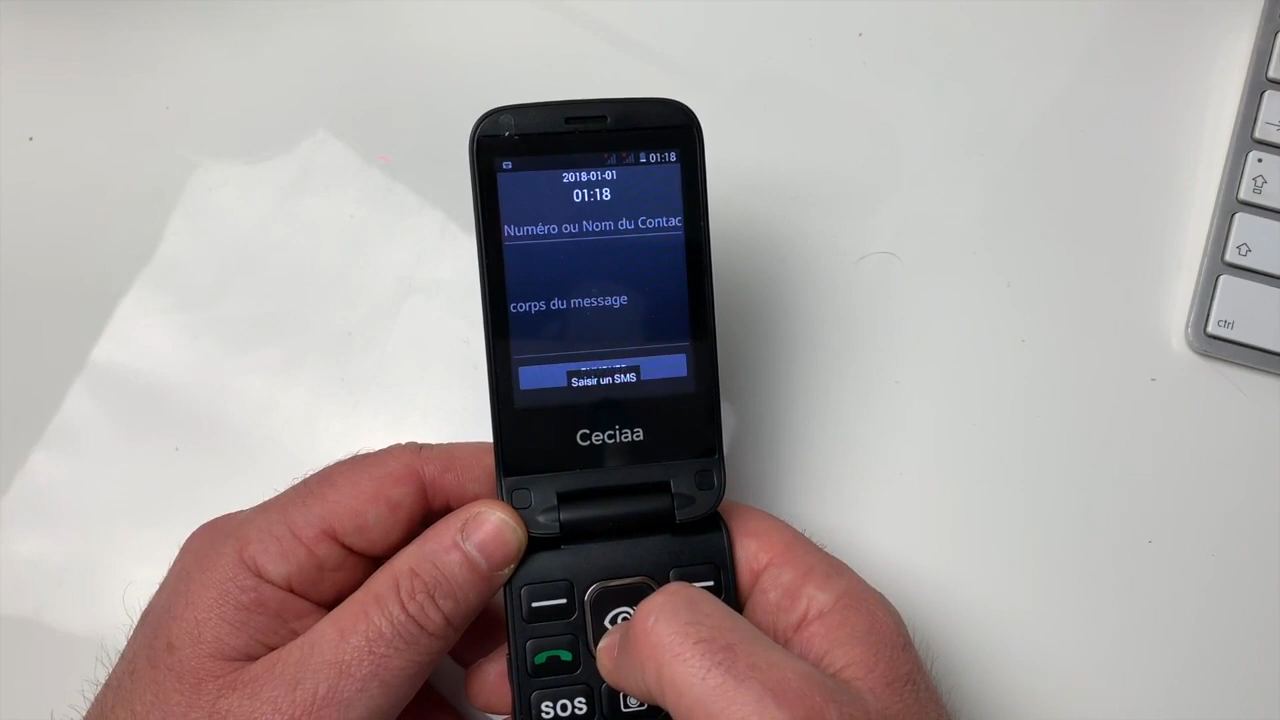 01:18
2018-01-01
01:18
Numéro ou Nom du Contac
corps du message
Saisir un SMS
Ceciaa
SOS
ctrl